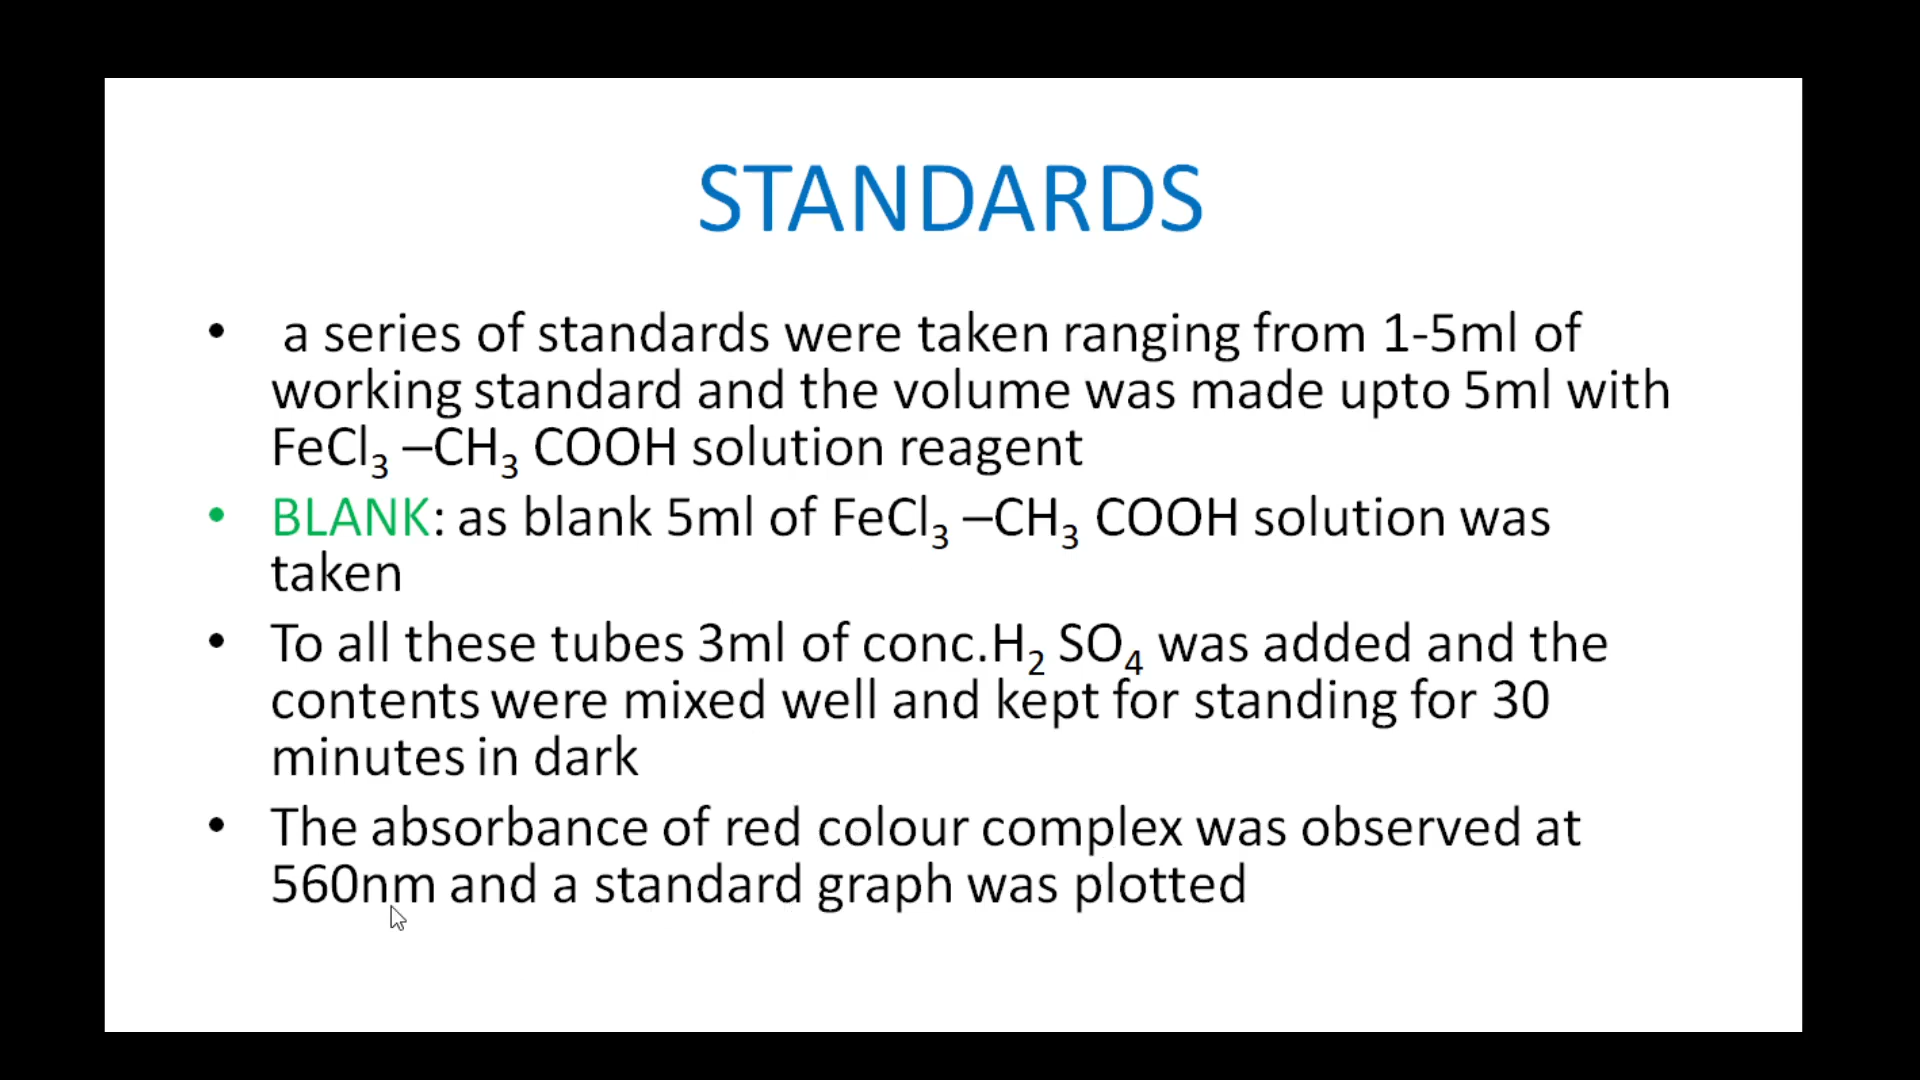 STANDARDS
• a series of standards were taken ranging from 1-5ml of
working standard and the volume was made upto 5ml with
FeCl₃ –CH₃ COOH solution reagent
• BLANK: as blank 5ml of FeCl₃ –CH₃ COOH solution was
taken
• To all these tubes 3ml of conc.H₂ SO₄ was added and the
contents were mixed well and kept for standing for 30
minutes in dark
• The absorbance of red colour complex was observed at
560nm and a standard graph was plotted